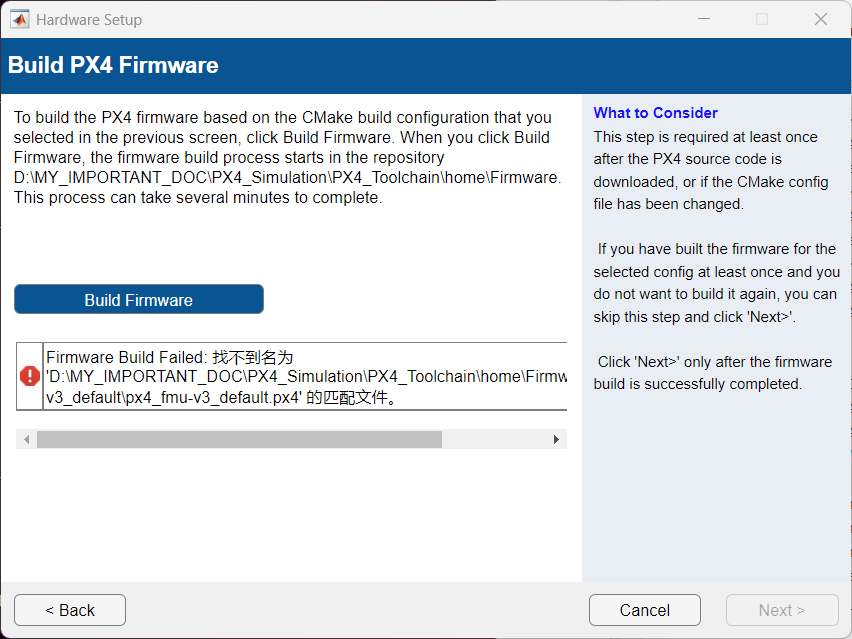 Hardware Setup
Build PX4 Firmware
To build the PX4 firmware based on the CMake build configuration that you
selected in the previous screen, click Build Firmware. When you click Build
Firmware, the firmware build process starts in the repository
D:\MY_IMPORTANT_DOC\PX4_Simulation\PX4_Toolchain\home\Firmware.
This process can take several minutes to complete.
Build Firmware
Firmware Build Failed: 找不到名为
'D:\MY_IMPORTANT_DOC\PX4_Simulation\PX4_Toolchain\home\Firmw
v3_default\px4_fmu-v3_default.px4' 的匹配文件。
What to Consider
This step is required at least once
after the PX4 source code is
downloaded, or if the CMake config
file has been changed.
If you have built the firmware for the
selected config at least once and you
do not want to build it again, you can
skip this step and click 'Next>'.
Click 'Next>' only after the firmware
build is successfully completed.
< Back
Cancel
Next >